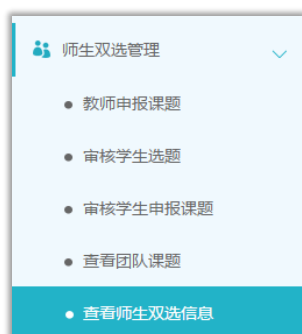 师生双选管理
教师申报课题
审核学生选题
审核学生申报课题
查看团队课题
查看师生双选信息